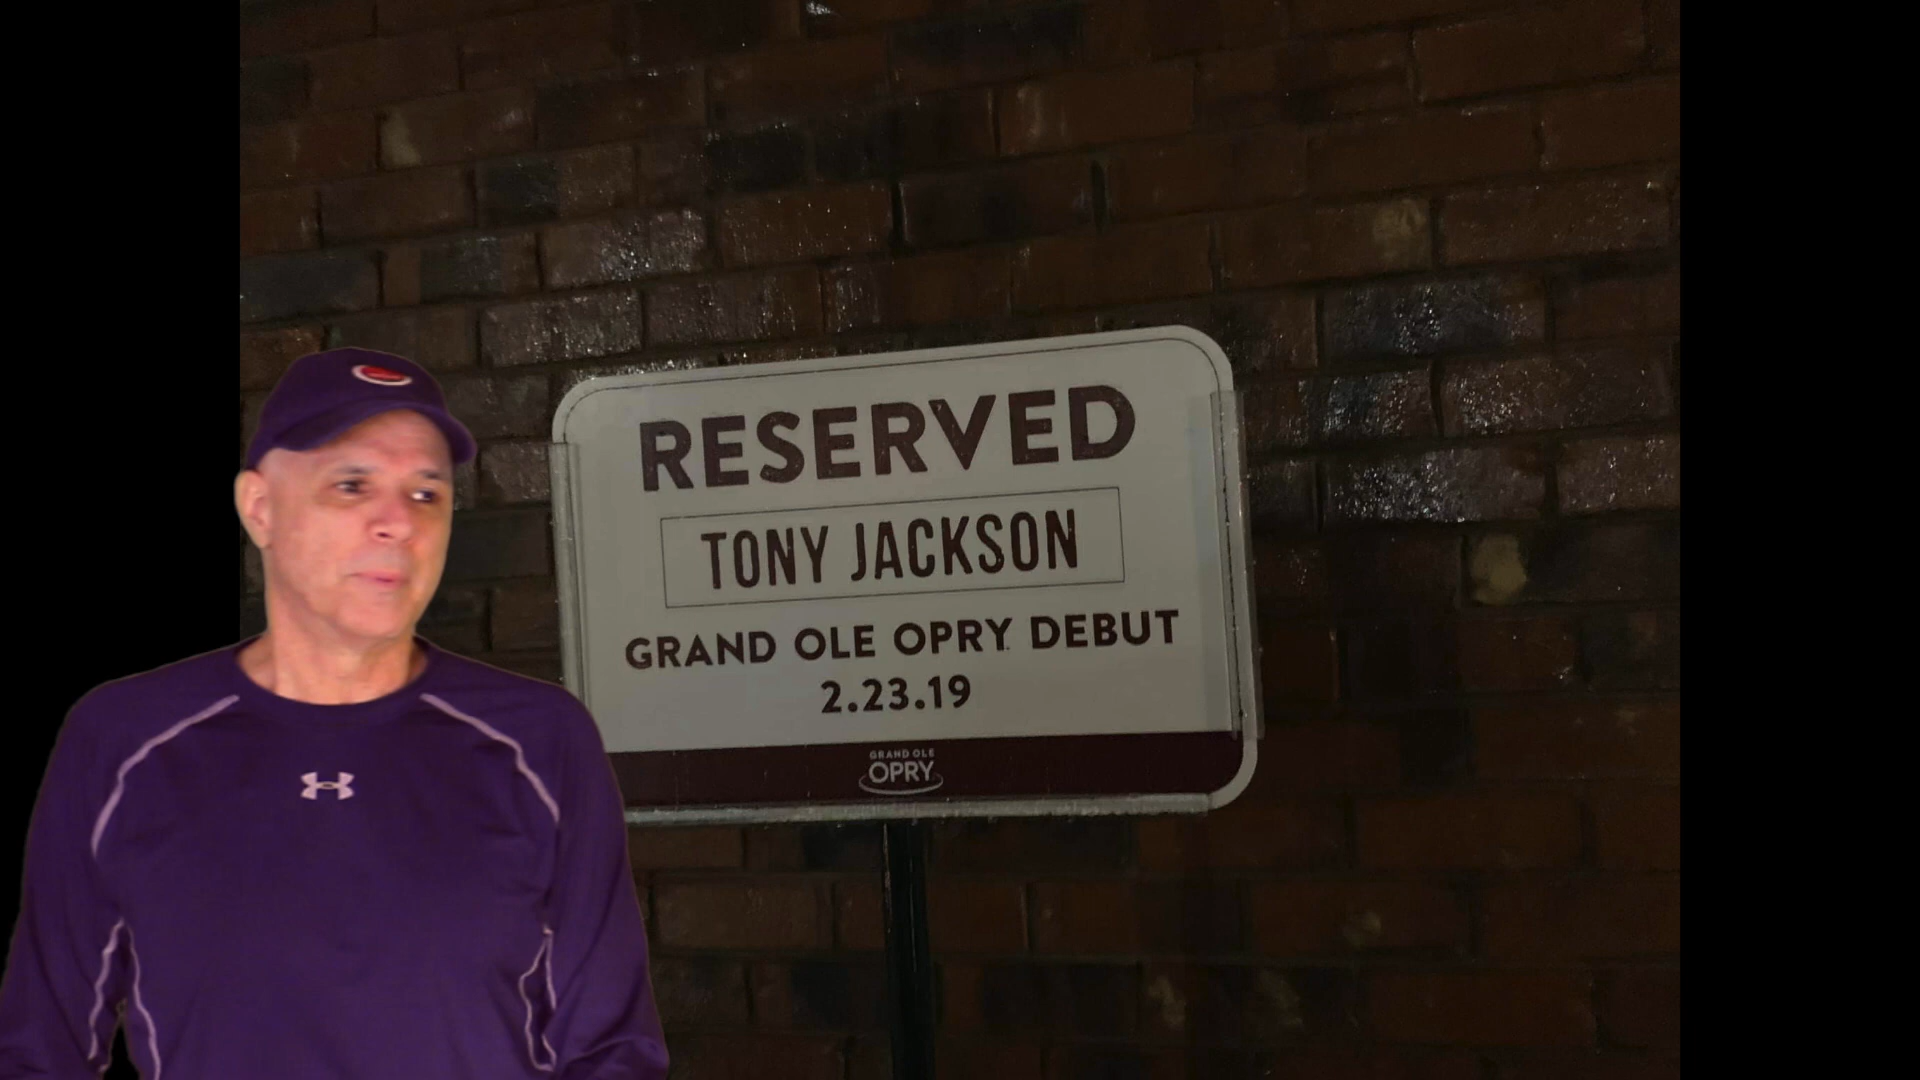 RESERVED
TONY JACKSON
GRAND OLE OPRY DEBUT
2.23.19
GRAND OLE
OPRY